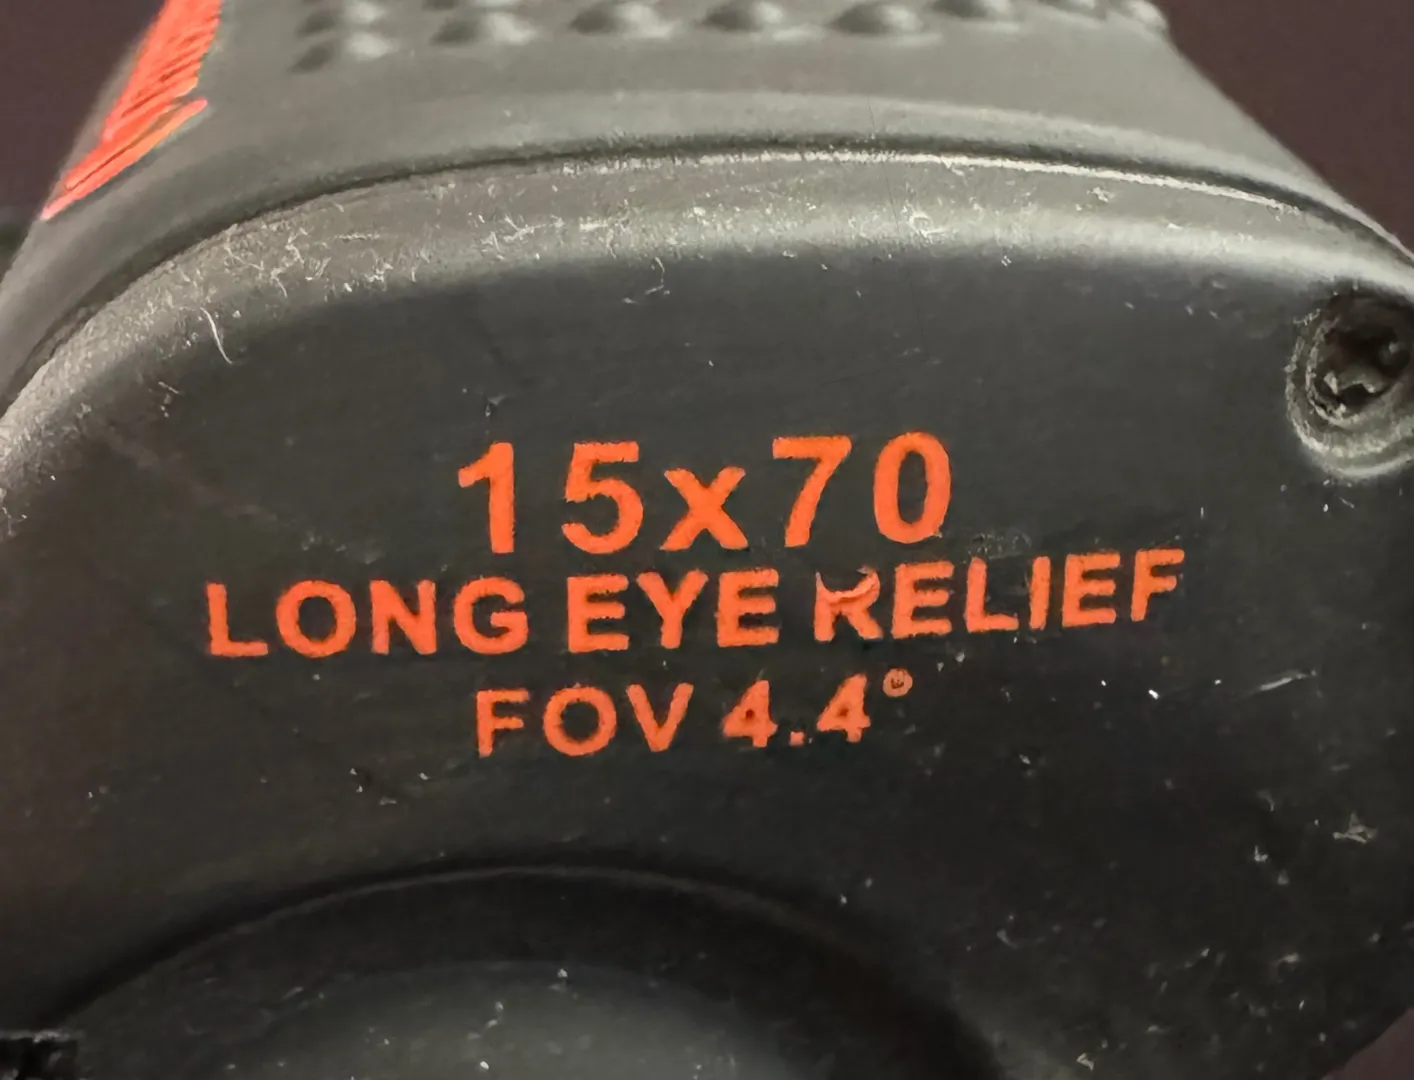 15x70
LONG EYE RELIEF
FOV 4.4°